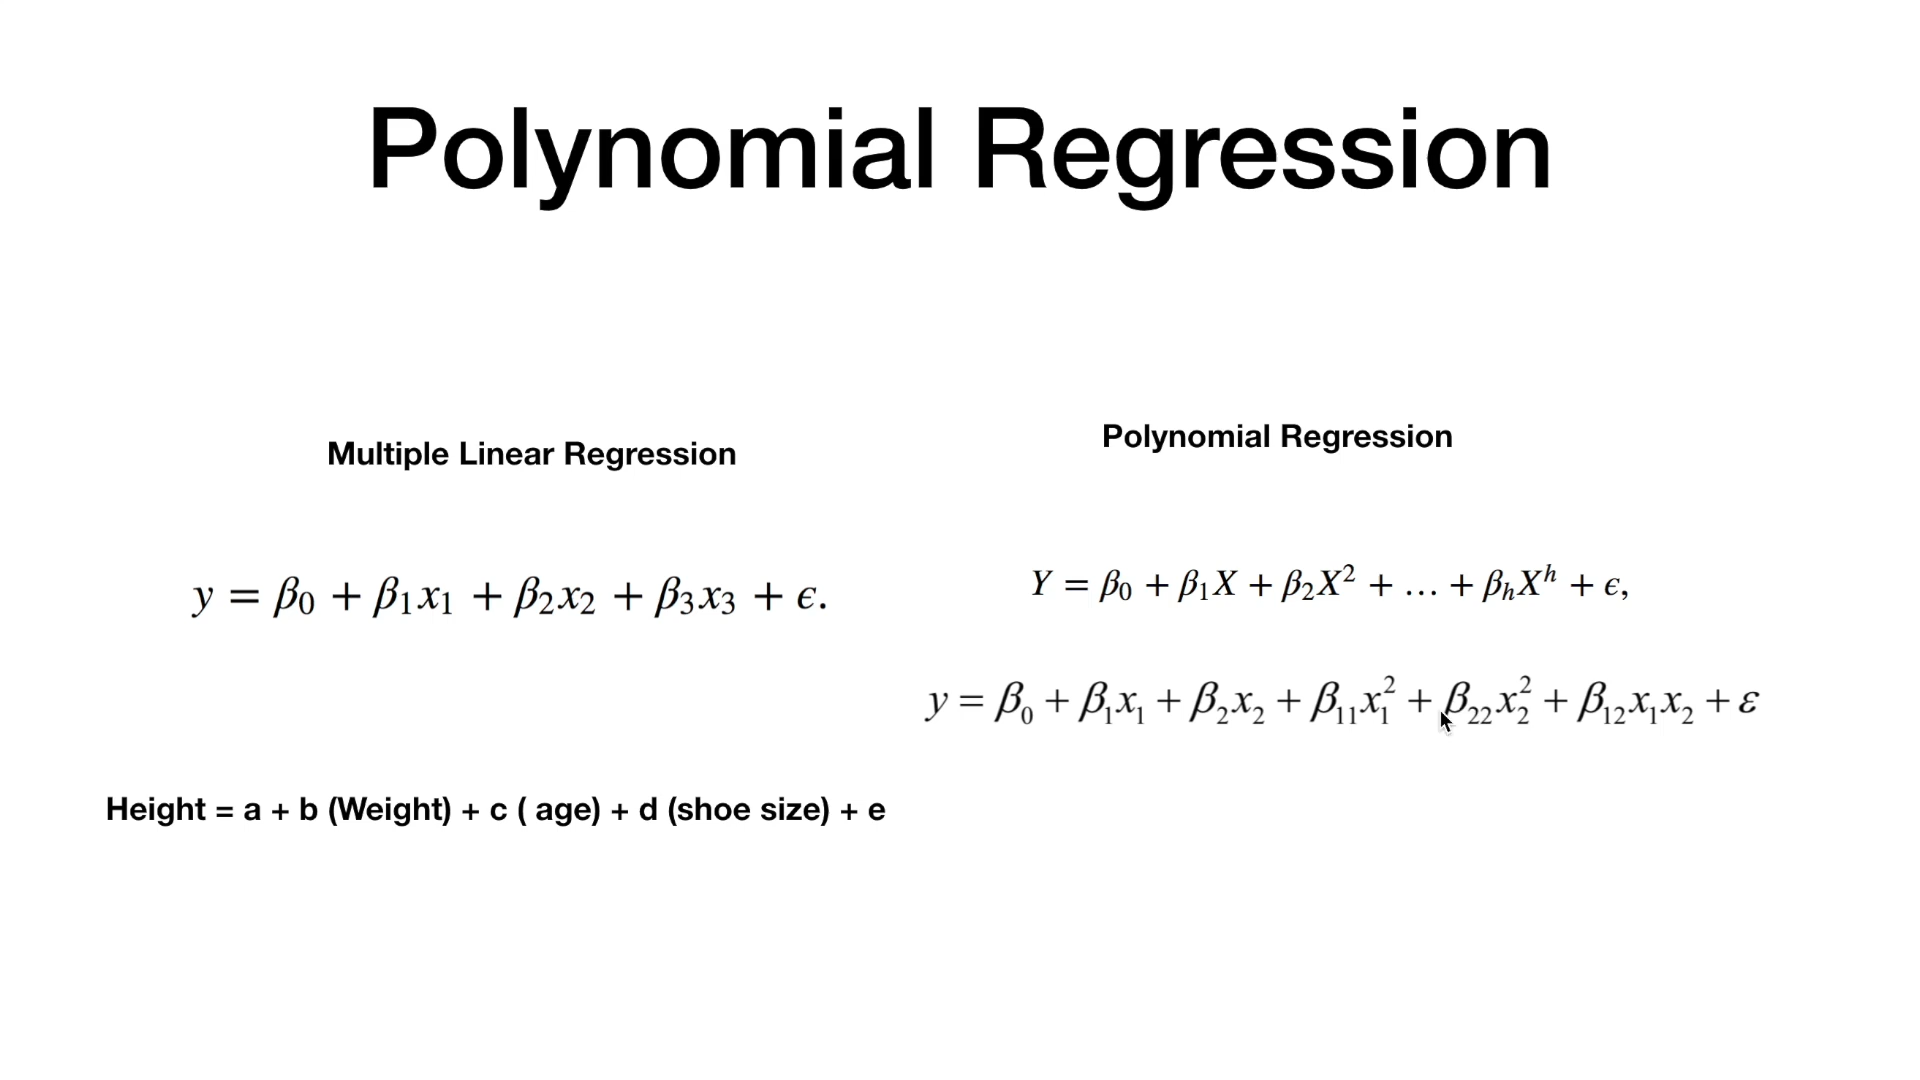 Polynomial Regression
Multiple Linear Regression
y = β₀ + β₁x₁ + β₂x₂ + β₃x₃ + ϵ.
Height = a + b (Weight) + c ( age) + d (shoe size) + e
Polynomial Regression
Y = β₀ + β₁X + β₂X² + … + βₕXʰ + ϵ,
y = β₀ + β₁x₁ + β₂x₂ + β₁₁x₁² + β₂₂x₂² + β₁₂x₁x₂ + ε